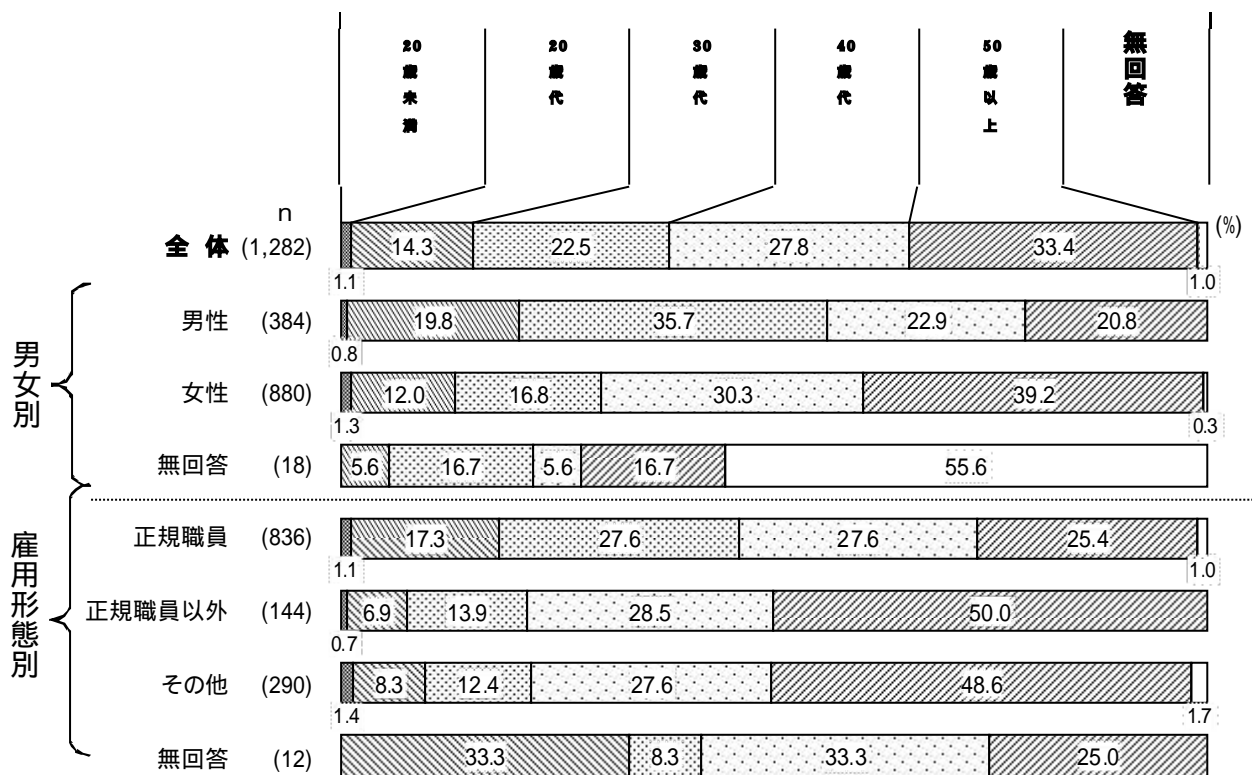 20歳未満
20歳代
30歳代
40歳代
50歳以上
無回答
n
(%)
全体 (1,282) 14.3 22.5 27.8 33.4
1.1 1.0
男女別
男性 (384) 19.8 35.7 22.9 20.8
0.8
女性 (880) 12.0 16.8 30.3 39.2
1.3 0.3
無回答 (18) 5.6 16.7 5.6 16.7 55.6
雇用形態別
正規職員 (836) 17.3 27.6 27.6 25.4
1.1 1.0
正規職員以外 (144) 6.9 13.9 28.5 50.0
0.7
その他 (290) 8.3 12.4 27.6 48.6
1.4 1.7
無回答 (12) 33.3 8.3 33.3 25.0